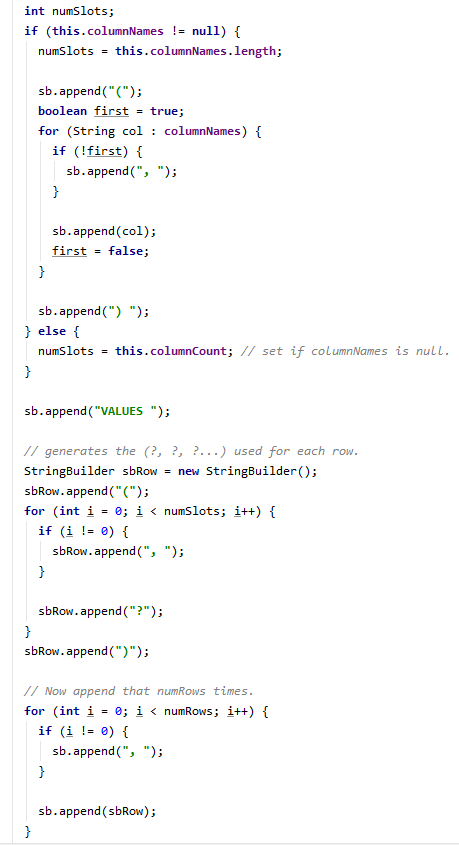 int numSlots;
if (this.columnNames != null) {
  numSlots = this.columnNames.length;

  sb.append("(");
  boolean first = true;
  for (String col : columnNames) {
    if (!first) {
      sb.append(", ");
    }

    sb.append(col);
    first = false;
  }

  sb.append(") ");
} else {
  numSlots = this.columnCount; // set if columnNames is null.
}

sb.append("VALUES ");

// generates the (?, ?, ?...) used for each row.
StringBuilder sbRow = new StringBuilder();
sbRow.append("(");
for (int i = 0; i < numSlots; i++) {
  if (i != 0) {
    sbRow.append(", ");
  }

  sbRow.append("?");
}
sbRow.append(")");

// Now append that numRows times.
for (int i = 0; i < numRows; i++) {
  if (i != 0) {
    sb.append(", ");
  }

  sb.append(sbRow);
}